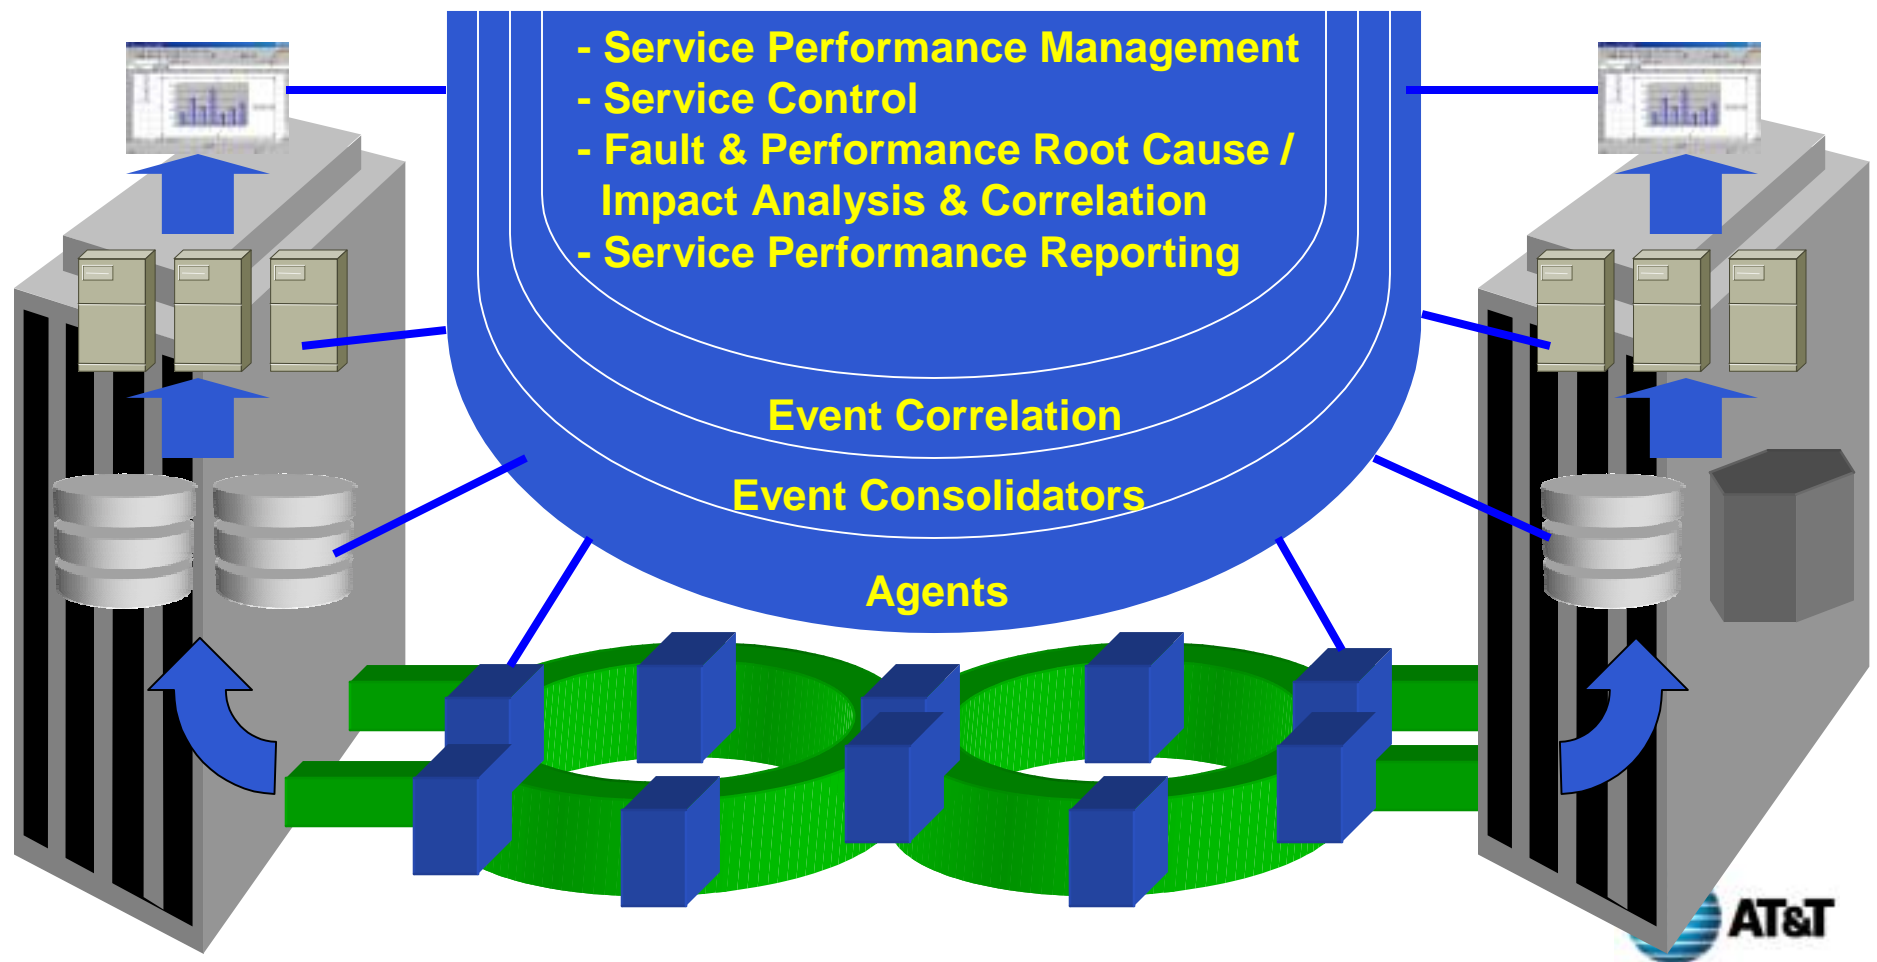 - Service Performance Management
- Service Control
- Fault & Performance Root Cause /
Impact Analysis & Correlation
- Service Performance Reporting
Event Correlation
Event Consolidators
Agents
AT&T